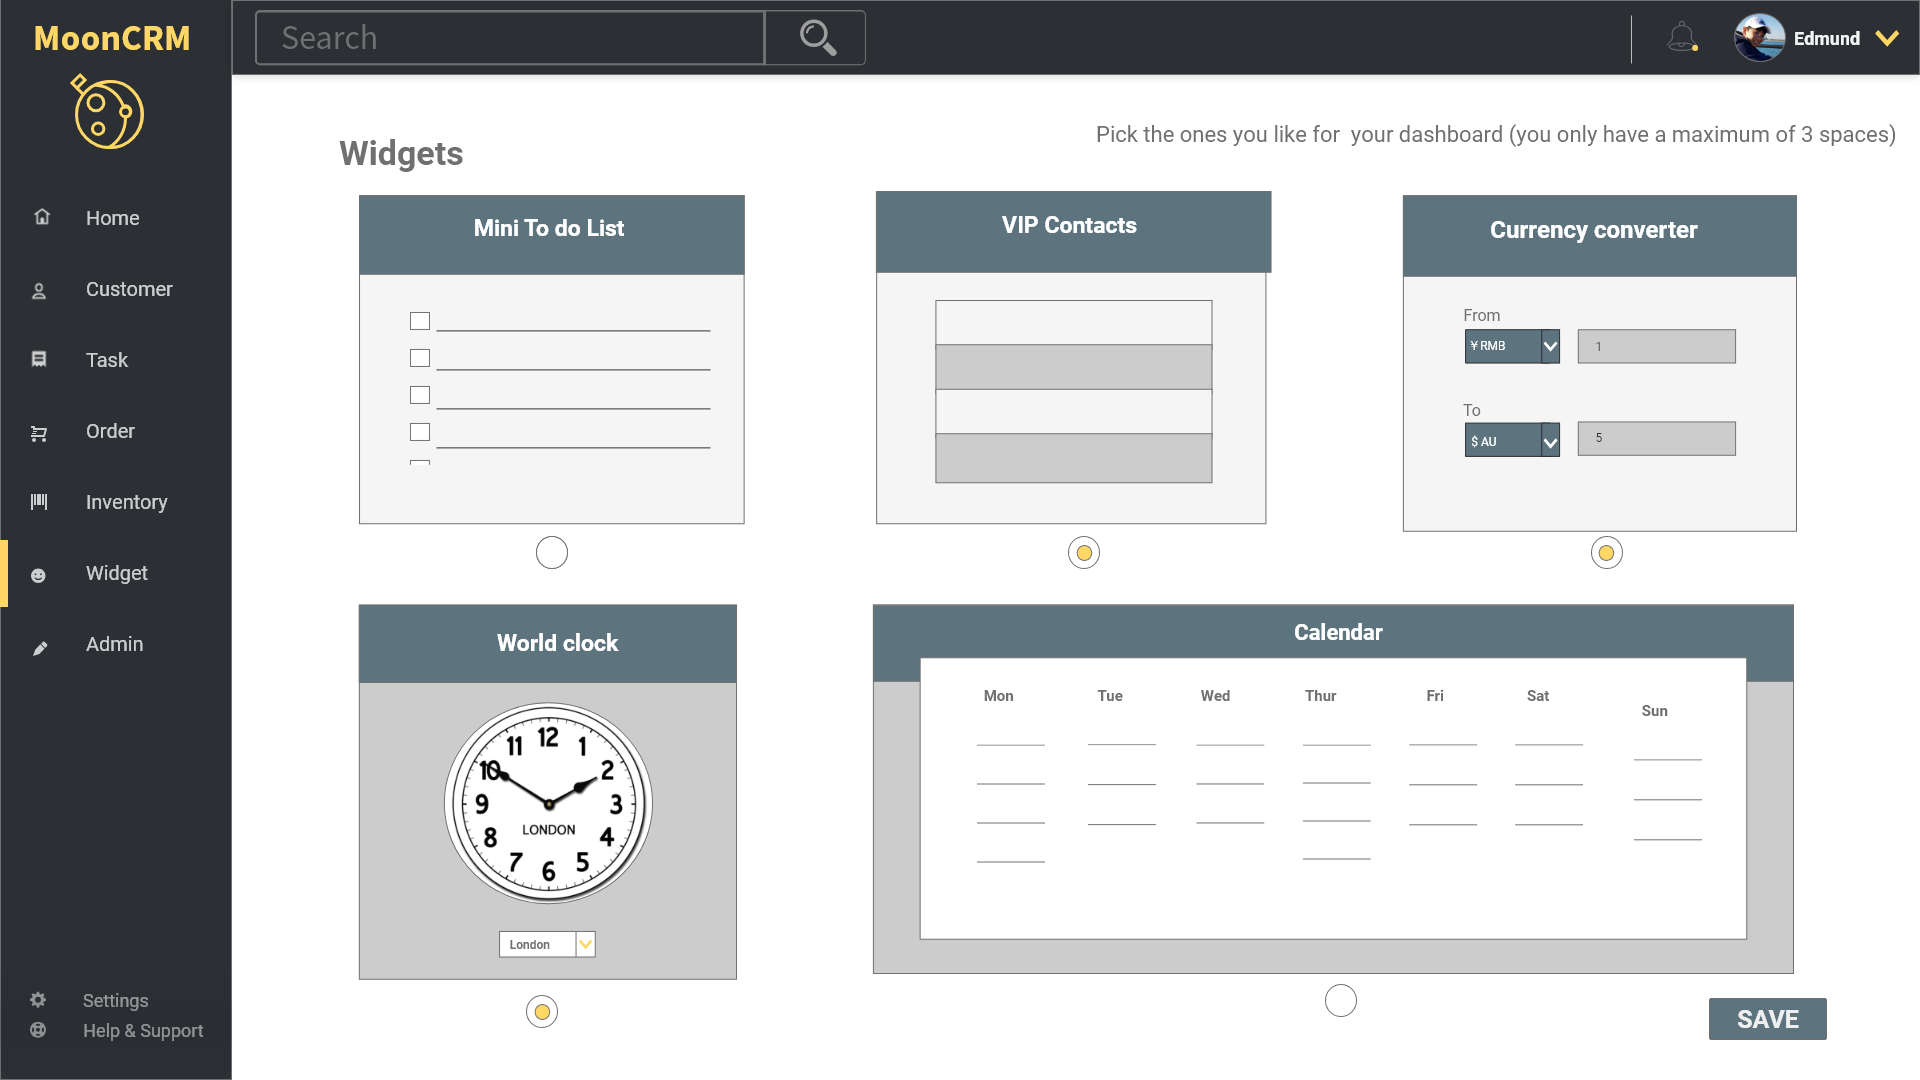 MoonCRM
Search
Edmund
Home
Customer
Task
Order
Inventory
Widget
Admin
Settings
Help & Support
Widgets
Pick the ones you like for  your dashboard (you only have a maximum of 3 spaces)
Mini To do List
VIP Contacts
Currency converter
From
¥ RMB
1
To
$ AU
5
World clock
12
1
2
3
4
5
6
7
8
9
10
11
LONDON
London
Calendar
Mon Tue Wed Thur Fri Sat Sun
SAVE